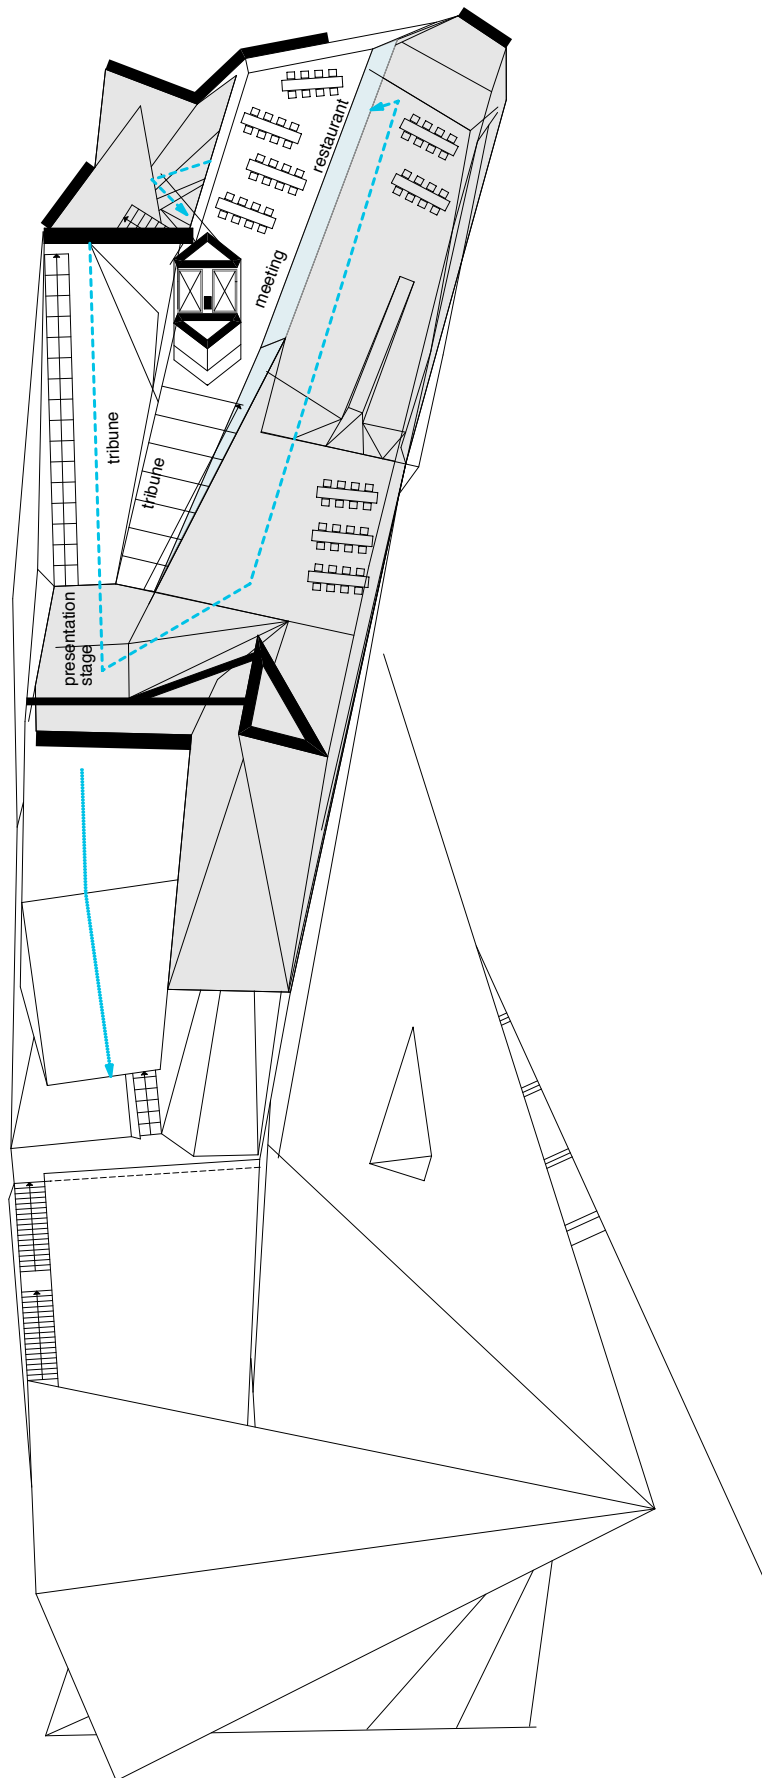 restaurant
meeting
tribune
tribune
presentation
stage